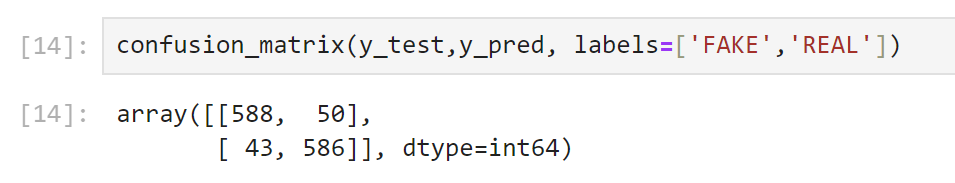 [14]: confusion_matrix(y_test,y_pred, labels=['FAKE','REAL'])
[14]: array([[588,  50],
       [ 43, 586]], dtype=int64)